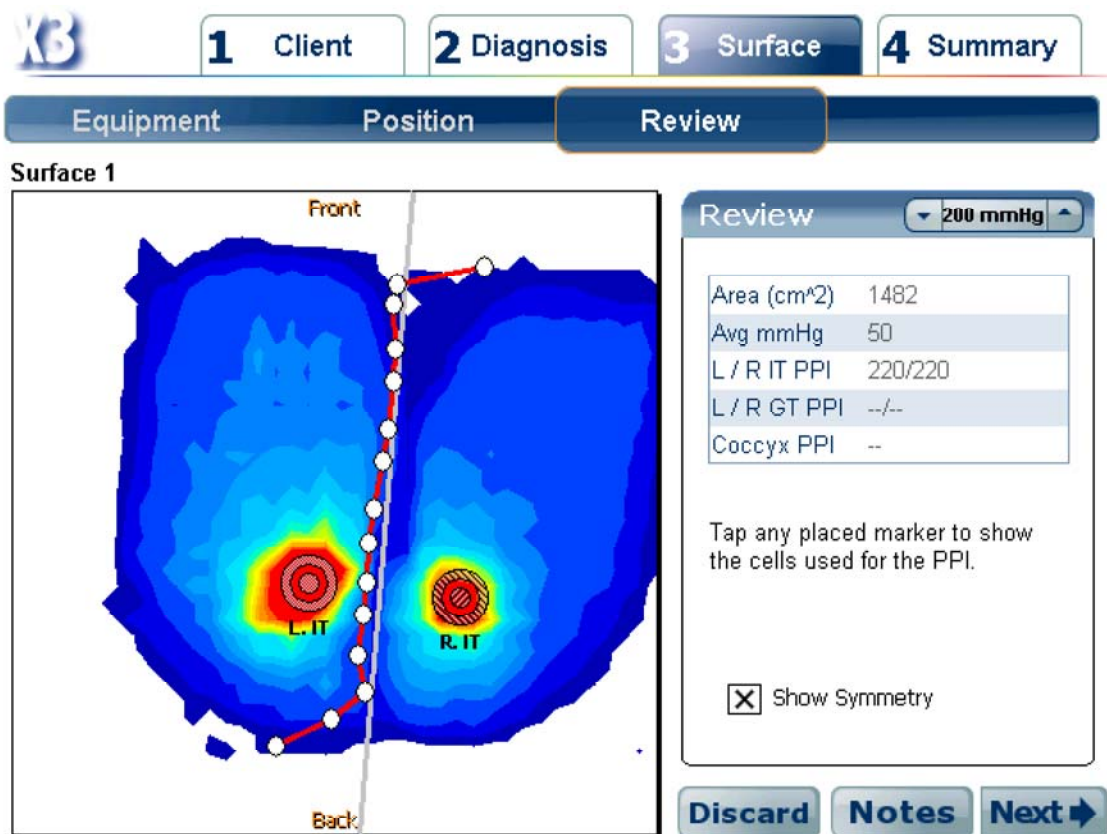 X3
1 Client
2 Diagnosis
3 Surface
4 Summary
Equipment
Position
Review
Surface 1
Front
L. IT
R. IT
Back
Review
200 mmHg
Area (cm^2) 1482
Avg mmHg 50
L / R IT PPI 220/220
L / R GT PPI --/--
Coccyx PPI --
Tap any placed marker to show
the cells used for the PPI.
Show Symmetry
Discard
Notes
Next